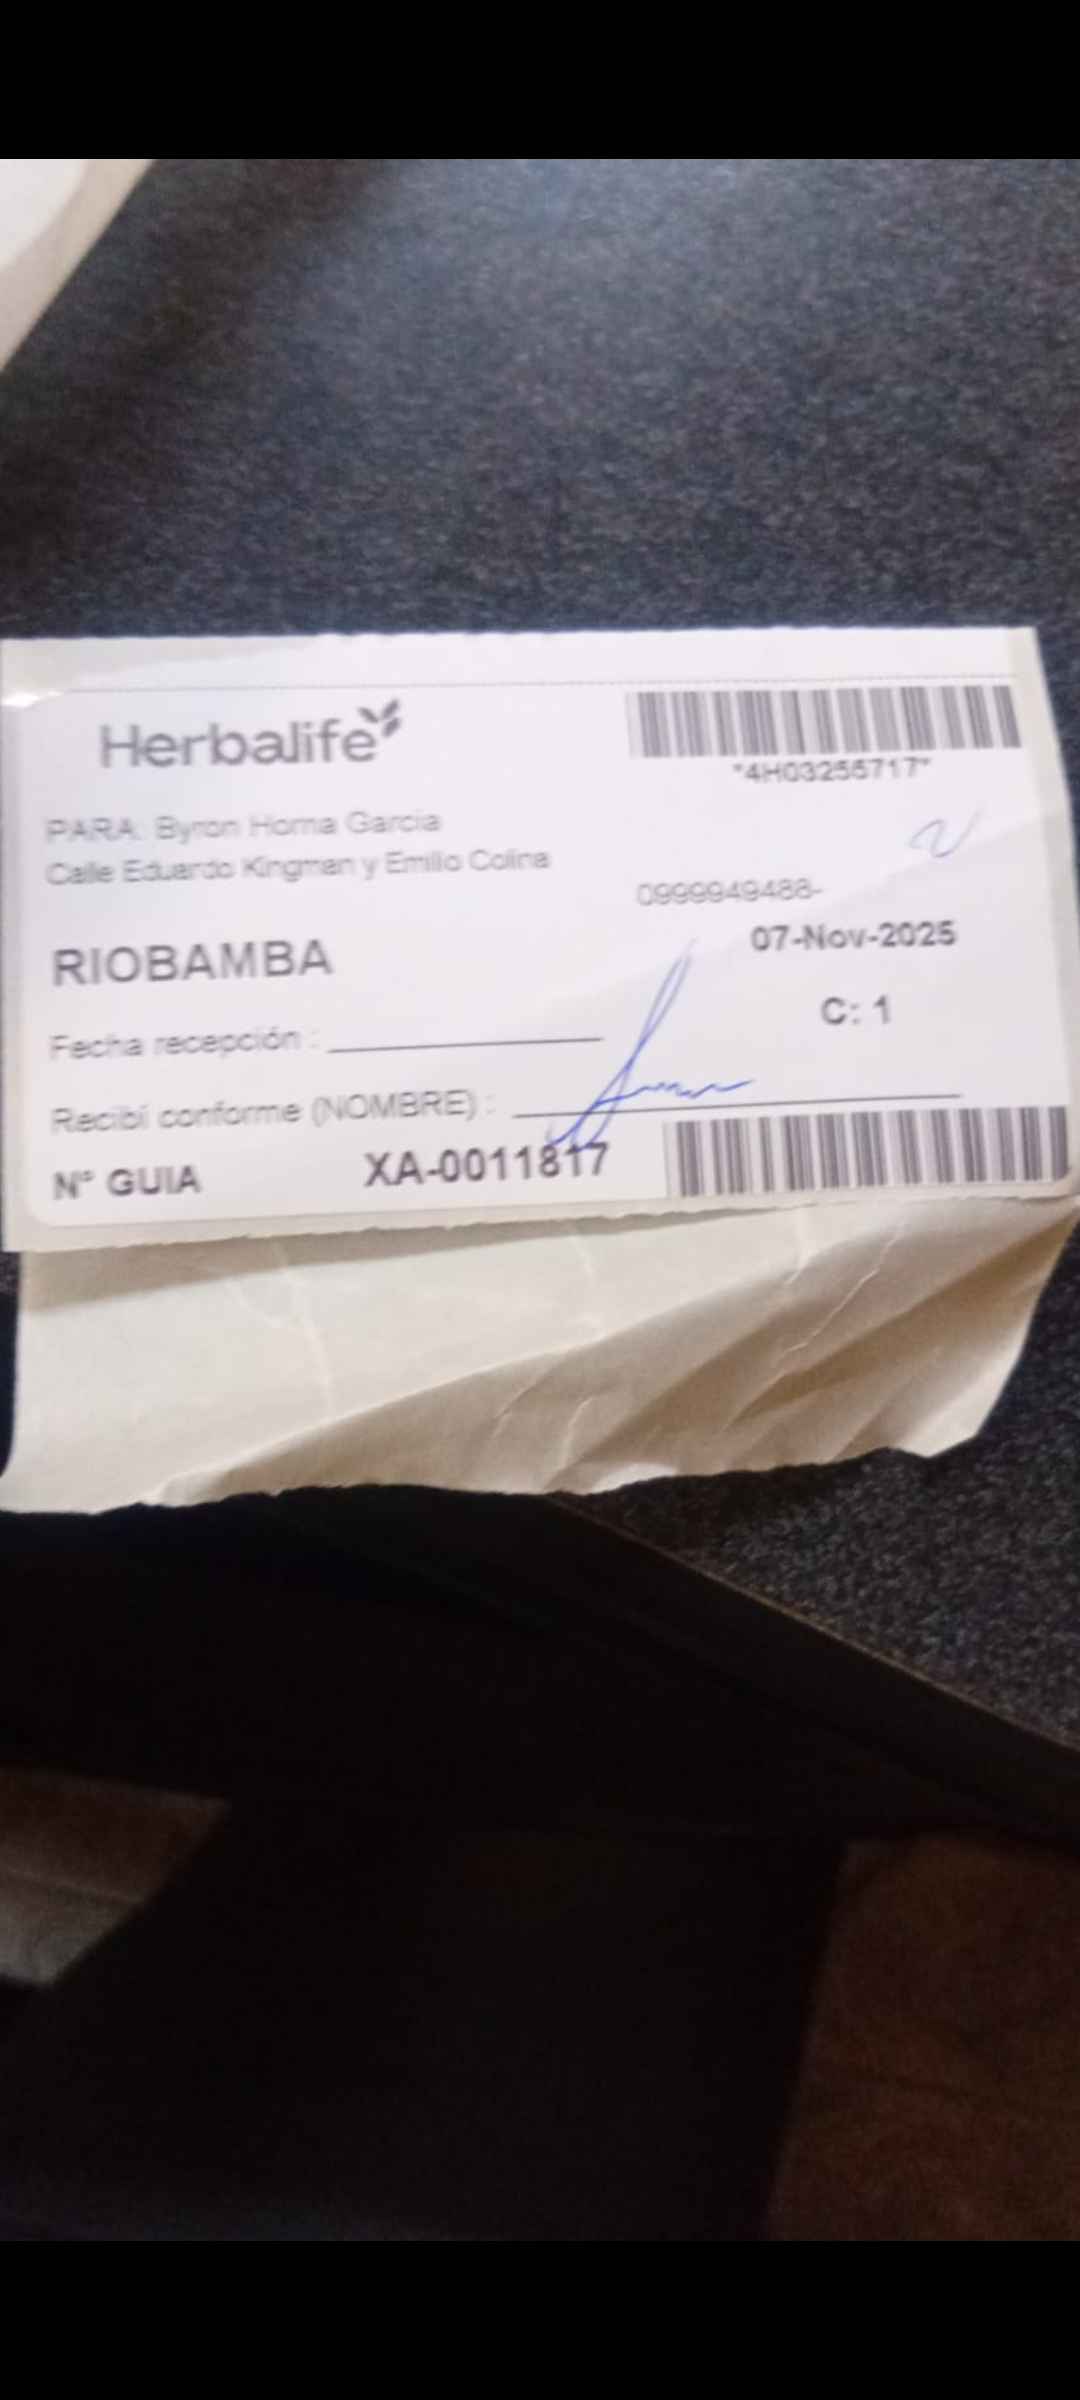 Herbalife
*4H03256717*
PARA: Byron Horna Garcia
Calle Eduardo Kingman y Emilio Colina
0999949488-
RIOBAMBA
07-Nov-2025
C: 1
Fecha recepción :
Recibí conforme (NOMBRE) :
N° GUIA XA-0011817